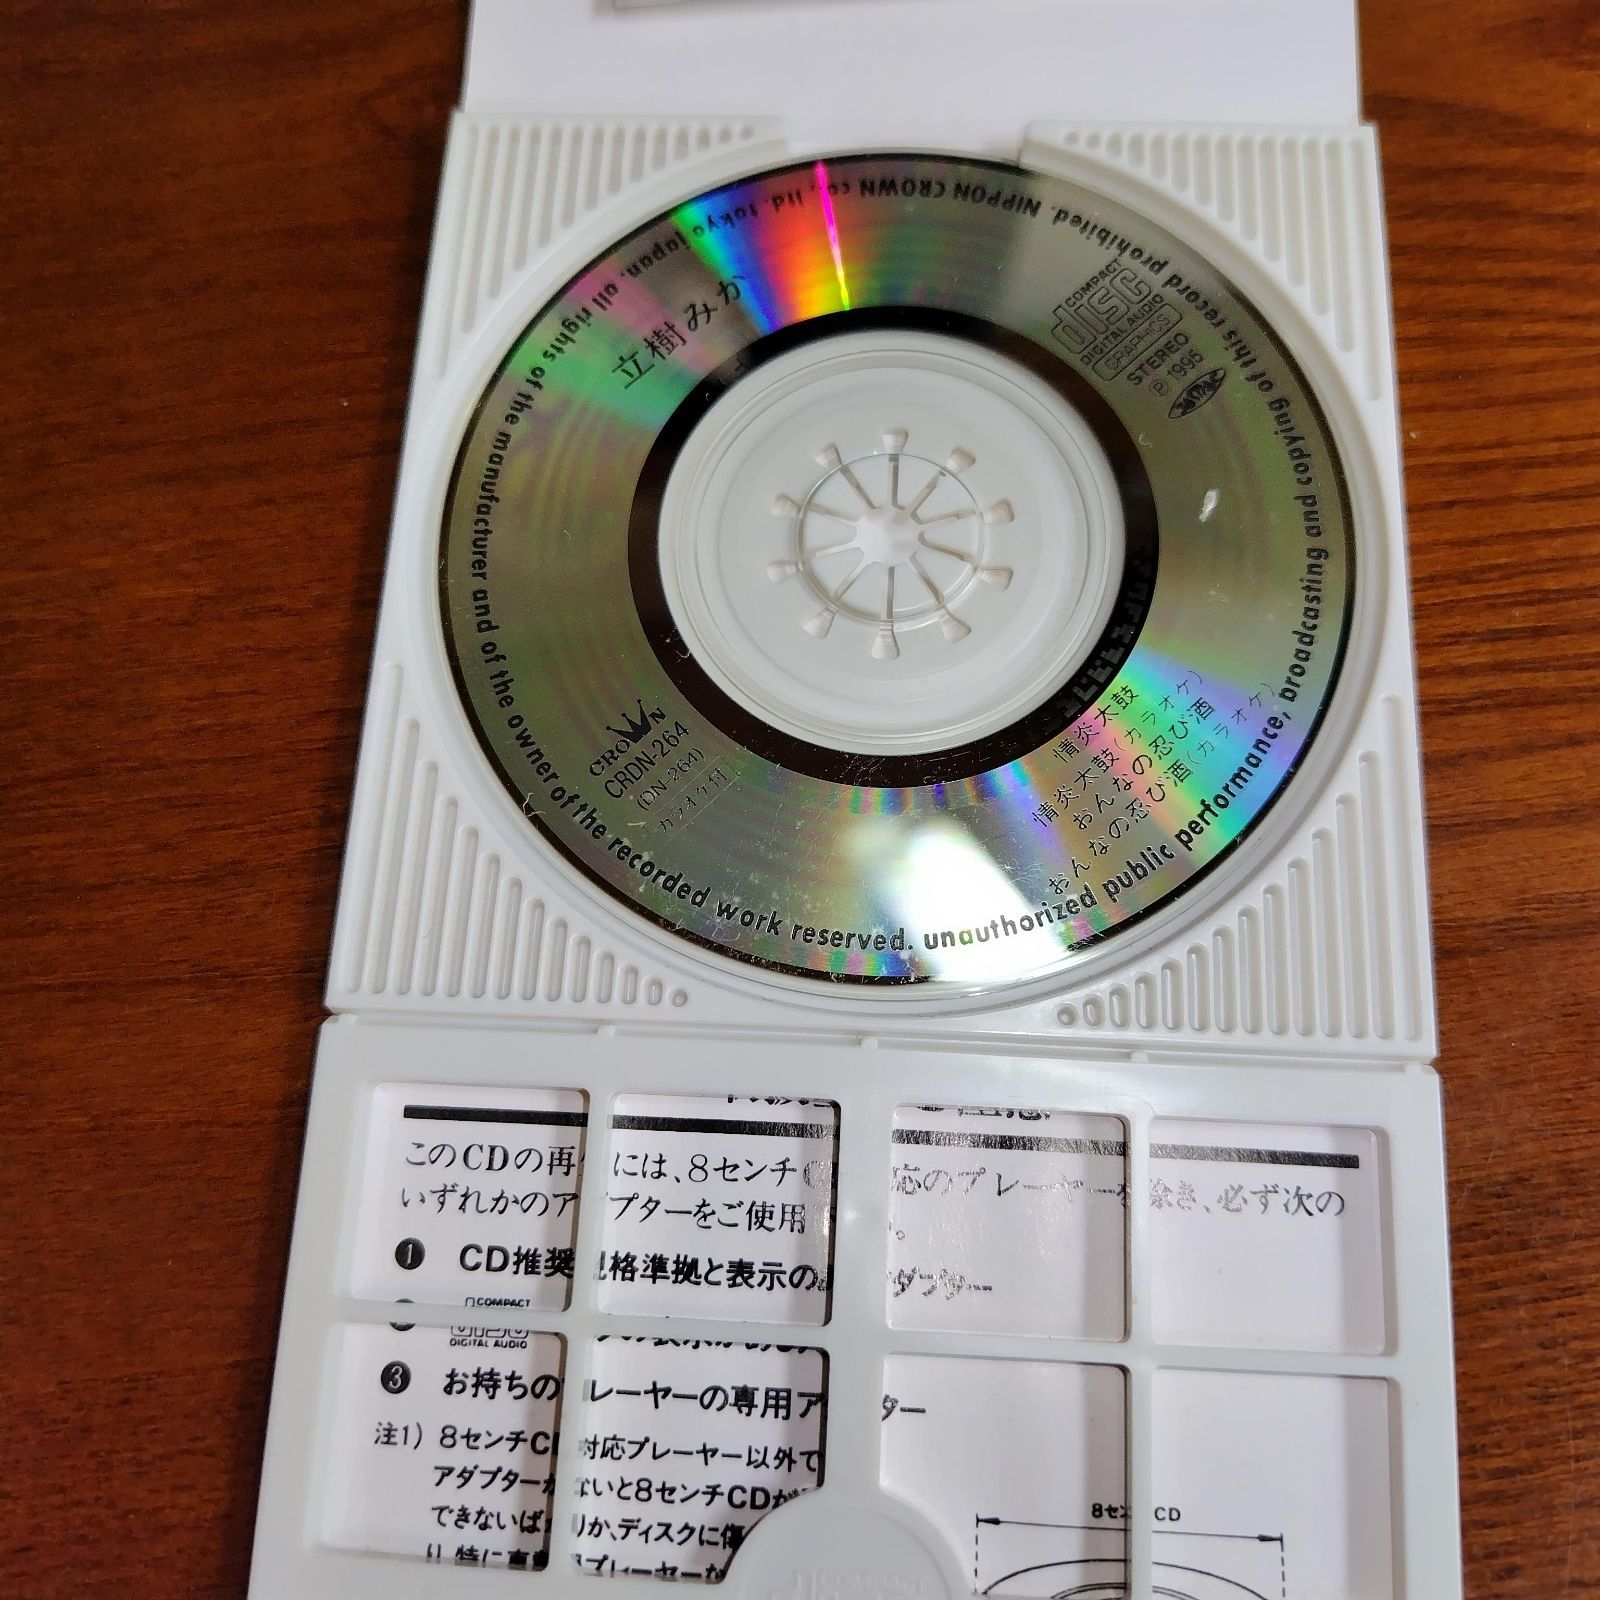 立樹みか
COMPACT
disc
DIGITAL AUDIO
GRAPHICS
STEREO
Ⓟ1995
CROWN
CRDN-264
(DN-264)
カラオケ付
情炎太鼓
情炎太鼓(カラオケ)
おんなの忍び酒
おんなの忍び酒(カラオケ)
all rights of the manufacturer and of the owner of the recorded work reserved. unauthorized public performance, broadcasting and copying of this record prohibited. NIPPON CROWN co., ltd. tokyo japan.
このCDの再 には、8センチC 応のプレーヤーを除き、必ず次の
いずれかのア プターをご使用 。
❶ CD推奨 規格準拠と表示の ダプター
COMPACT
DIGITAL AUDIO
❸ お持ちの レーヤーの専用ア ター
注1) 8センチCD 対応プレーヤー以外で
アダプターが ないと8センチCDが
できないば りか、ディスクに傷
8センチCD